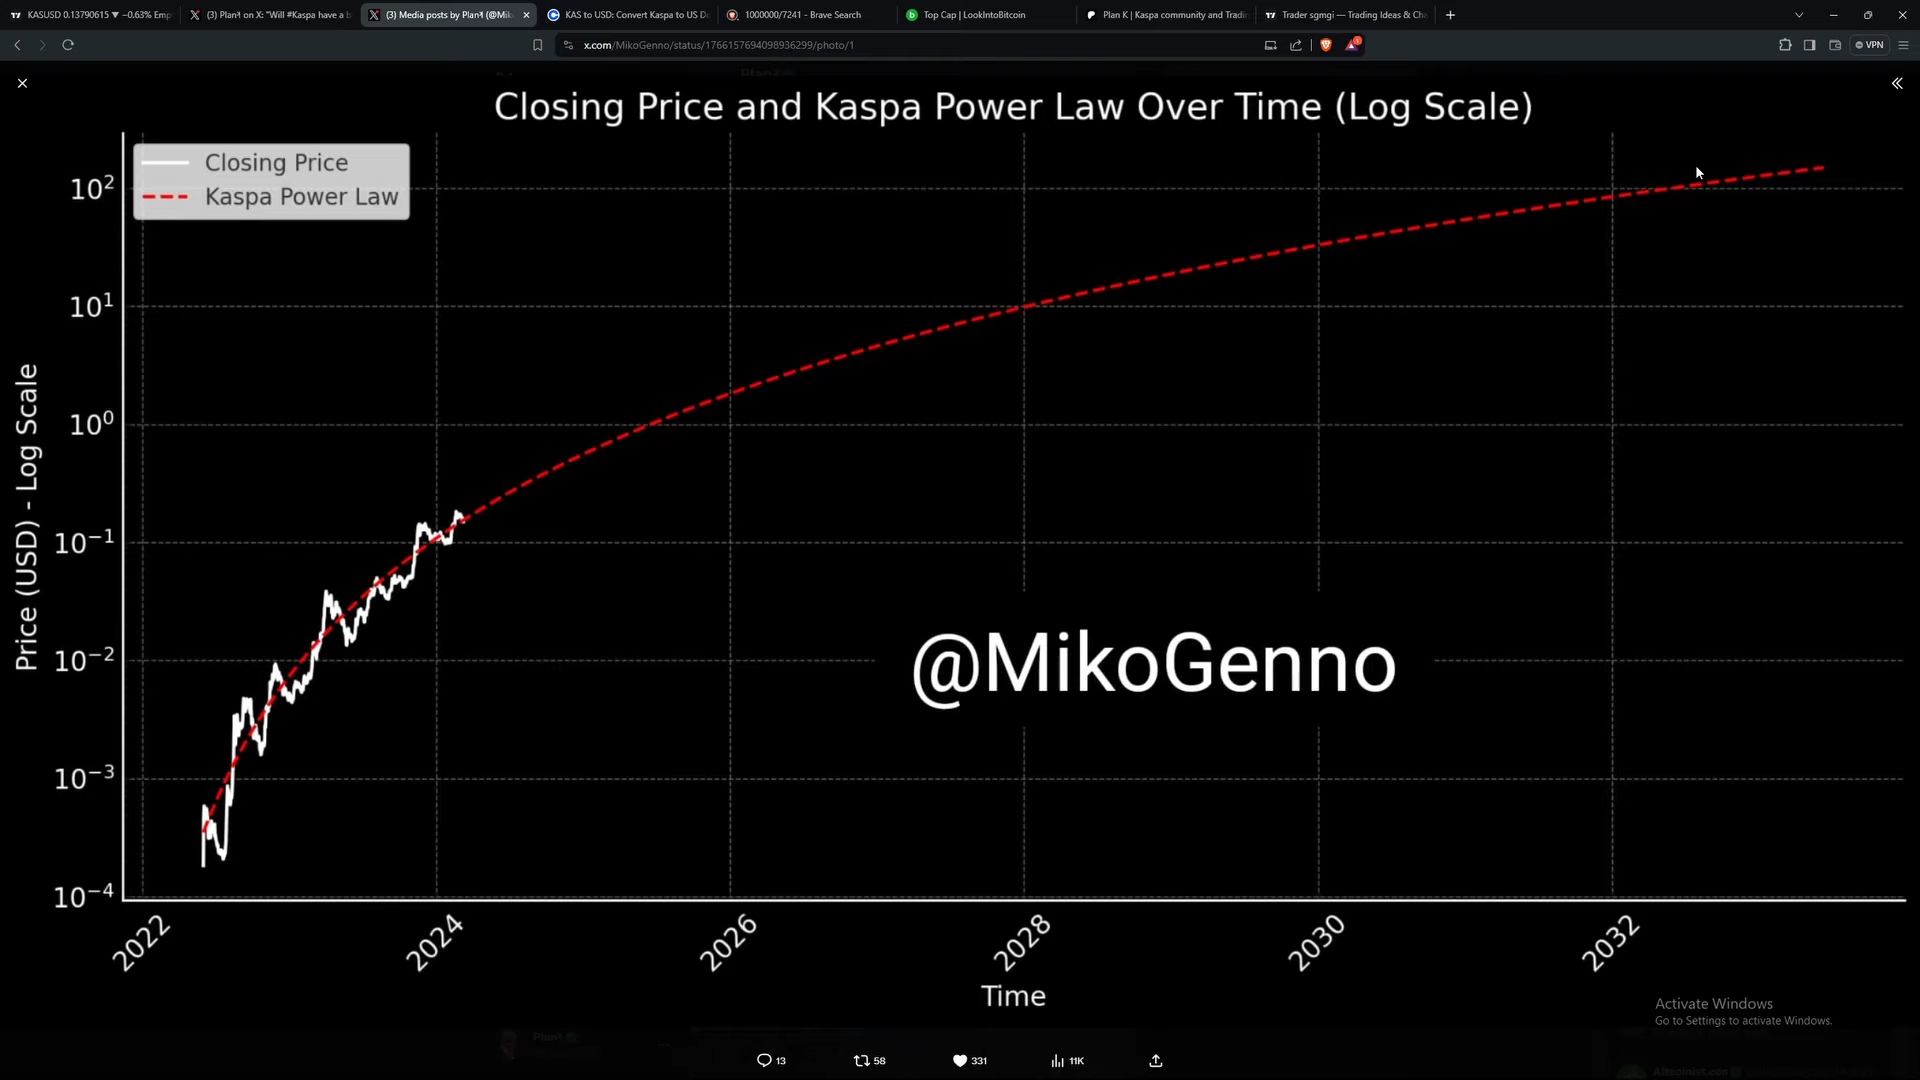 KASUSD 0.13790615 ▼ −0.63% Emp
(3) Plan⅟ on X: "Will #Kaspa have a b
(3) Media posts by Plan⅟ (@Mik
KAS to USD: Convert Kaspa to US Do
1000000/7241 - Brave Search
Top Cap | LookIntoBitcoin
Plan K | Kaspa community and Tradi
Trader sgmgi — Trading Ideas & Ch
x.com/MikoGenno/status/1766157694098936299/photo/1
VPN
Closing Price and Kaspa Power Law Over Time (Log Scale)
Closing Price
Kaspa Power Law
10²
10¹
10⁰
10⁻¹
10⁻²
10⁻³
10⁻⁴
Price (USD) - Log Scale
@MikoGenno
2022
2024
2026
2028
2030
2032
Time
Activate Windows
Go to Settings to activate Windows.
13
58
331
11K